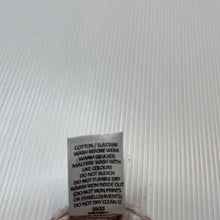 COTTON / ELASTANE
WASH BEFORE WEAR
WARM DELICATE
MACHINE WASH WITH
LIKE COLOURS
DO NOT BLEACH
DO NOT TUMBLE DRY
WARM IRON INSIDE OUT
(DO NOT IRON PRINTS
OR EMBELLISHMENTS)
DO NOT DRY CLEAN